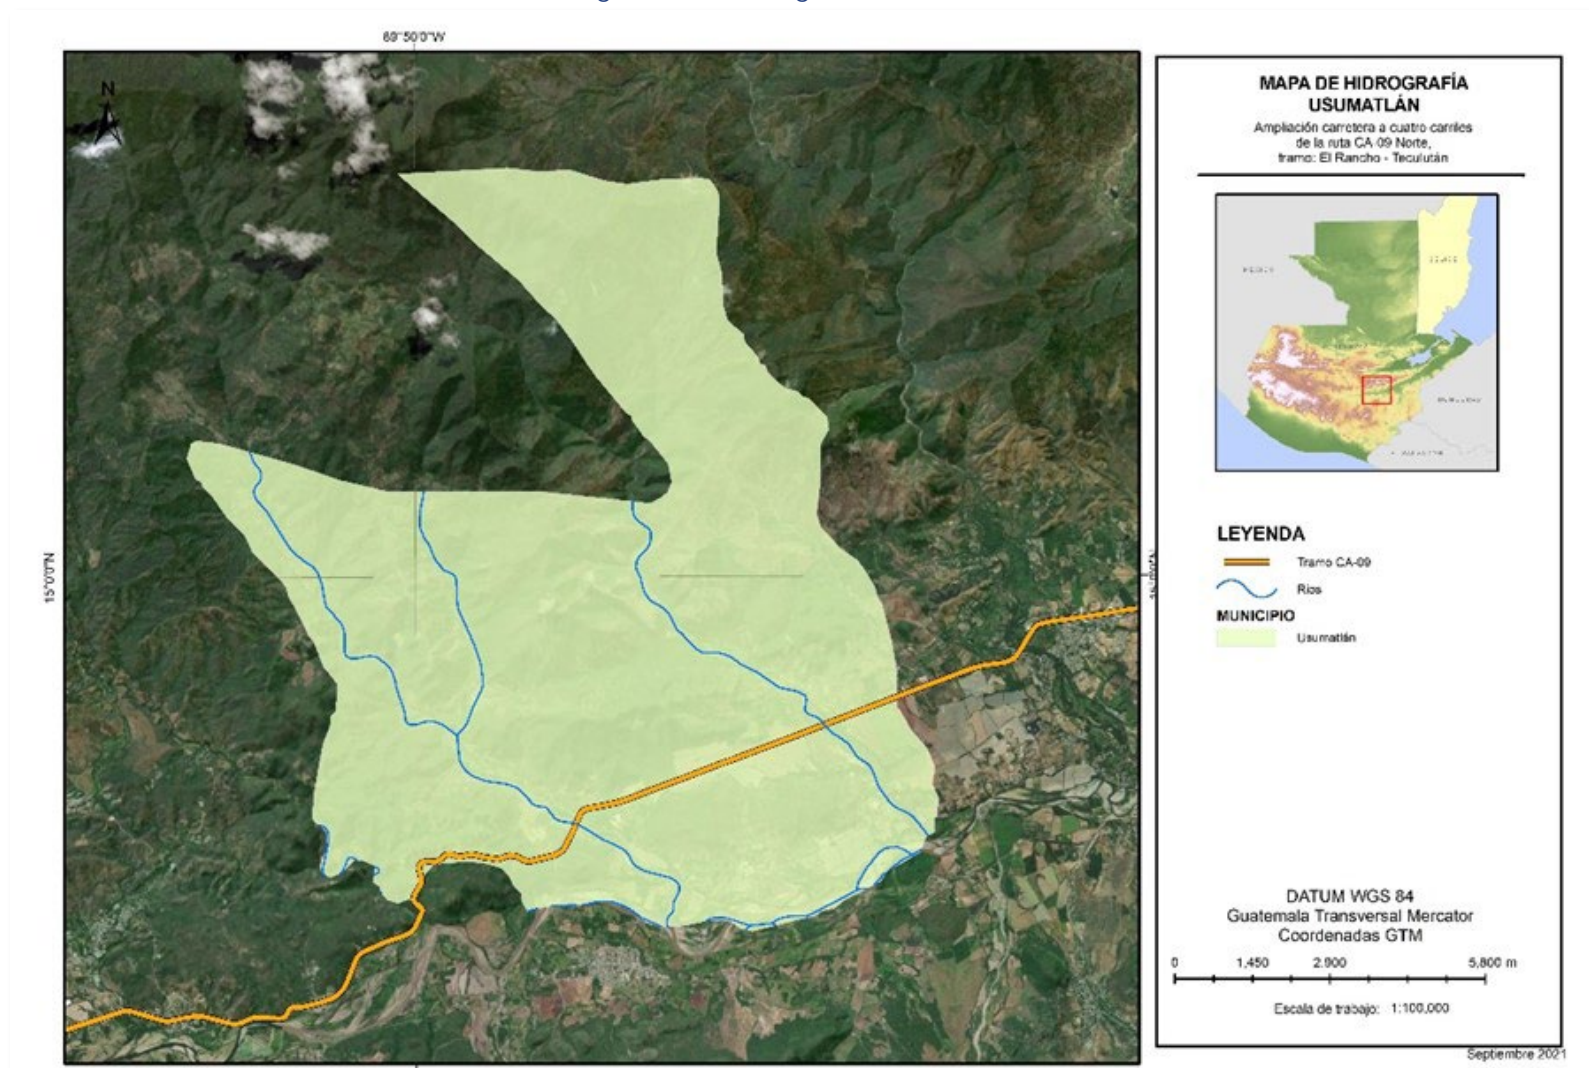 69°50'0"W
N
15°0'0"N
MAPA DE HIDROGRAFÍA
USUMATLÁN
Ampliación carretera a cuatro carriles
de la ruta CA-09 Norte,
tramo: El Rancho - Teculután
LEYENDA
Tramo CA-09
Rios
MUNICIPIO
Usumatlán
DATUM WGS 84
Guatemala Transversal Mercator
Coordenadas GTM
0 1,450 2,900 5,800 m
Escala de trabajo: 1:100,000
Septiembre 2021